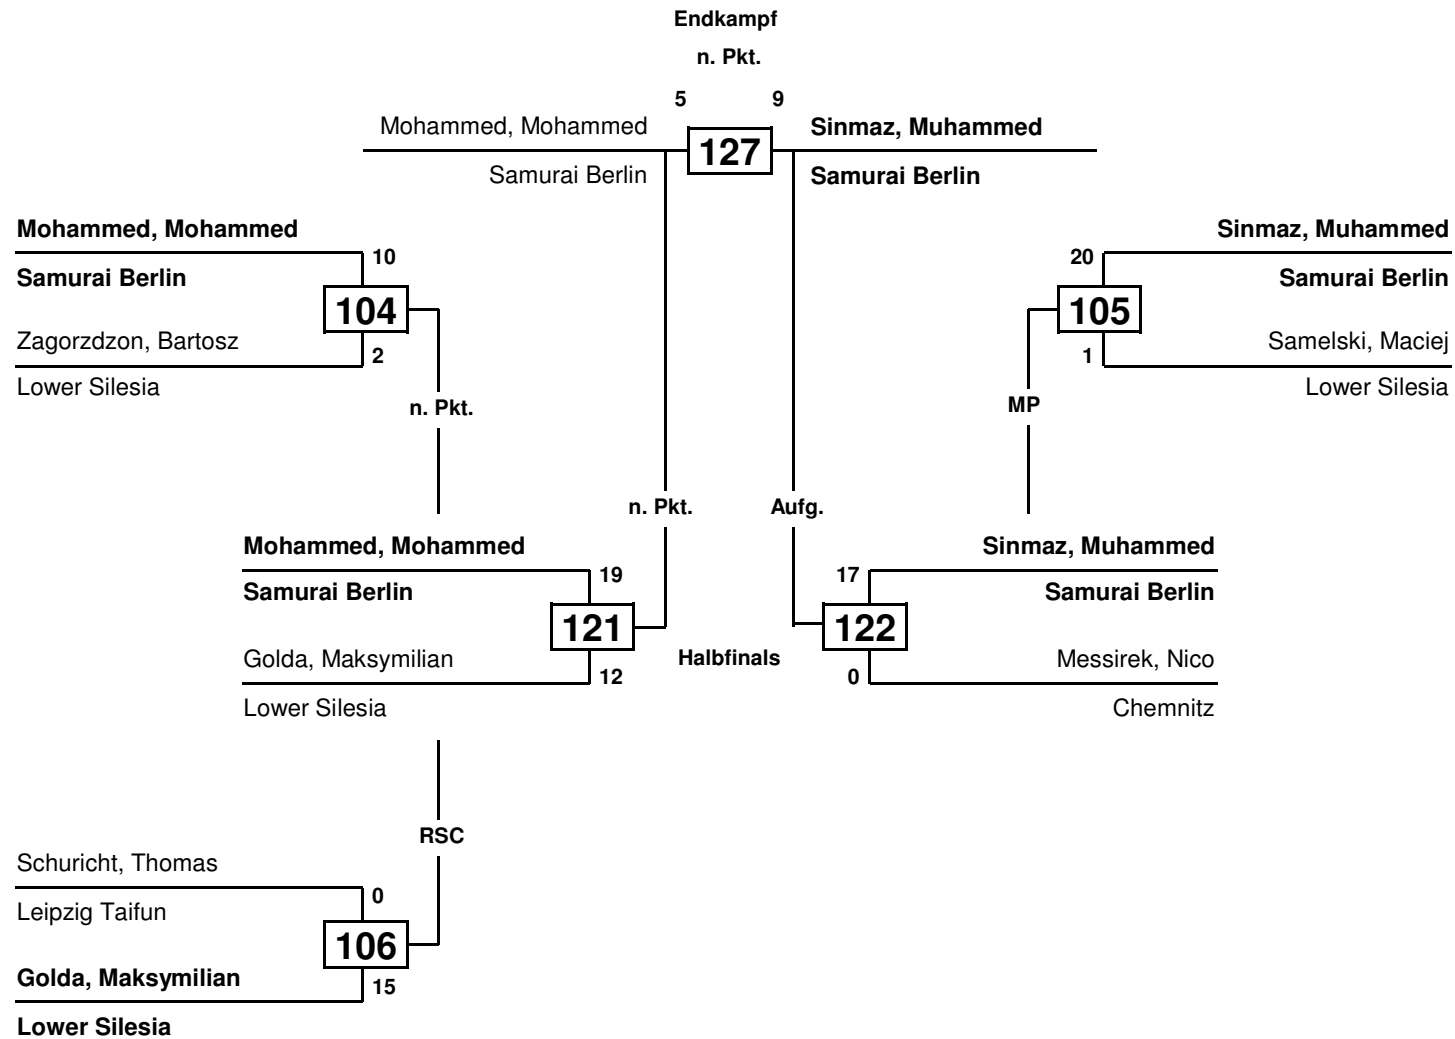 Endkampf
n. Pkt.
5 9
Mohammed, Mohammed
Samurai Berlin
127
Sinmaz, Muhammed
Samurai Berlin
Mohammed, Mohammed
10
Samurai Berlin
104
Zagorzdzon, Bartosz
2
Lower Silesia
n. Pkt.
Sinmaz, Muhammed
20
Samurai Berlin
105
Samelski, Maciej
1
Lower Silesia
MP
n. Pkt.
Aufg.
Mohammed, Mohammed
19
Samurai Berlin
121
Golda, Maksymilian
12
Lower Silesia
Halbfinals
Sinmaz, Muhammed
17
Samurai Berlin
122
Messirek, Nico
0
Chemnitz
RSC
Schuricht, Thomas
0
Leipzig Taifun
106
Golda, Maksymilian
15
Lower Silesia